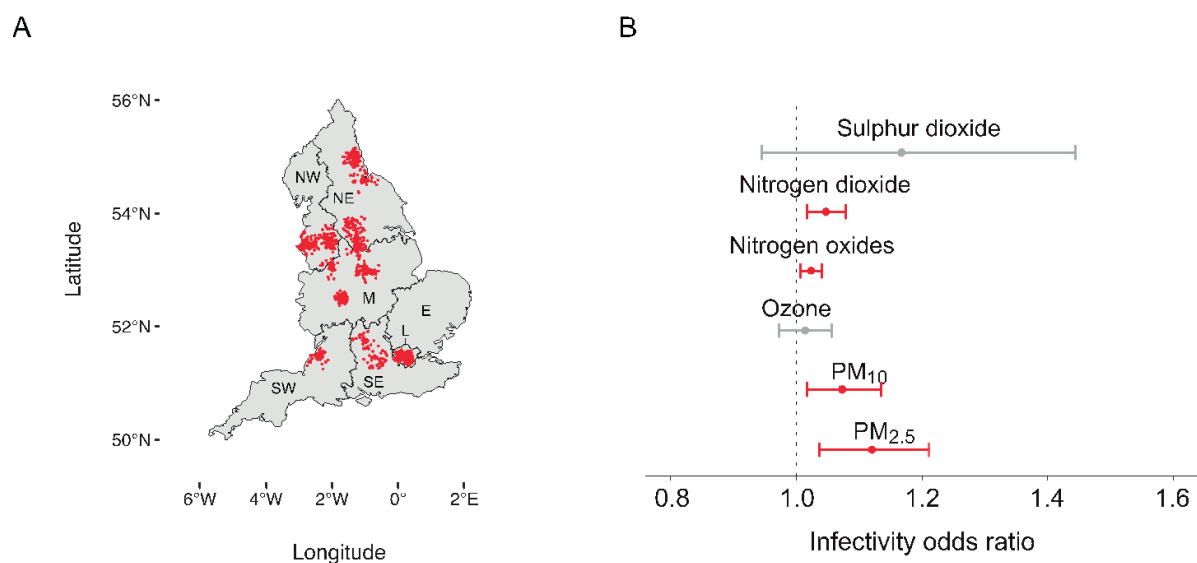 A
56°N
54°N
52°N
50°N
Latitude
NW
NE
M
E
L
SW
SE
6°W 4°W 2°W 0° 2°E
Longitude
B
Sulphur dioxide
Nitrogen dioxide
Nitrogen oxides
Ozone
PM₁₀
PM₂.₅
0.8 1.0 1.2 1.4 1.6
Infectivity odds ratio